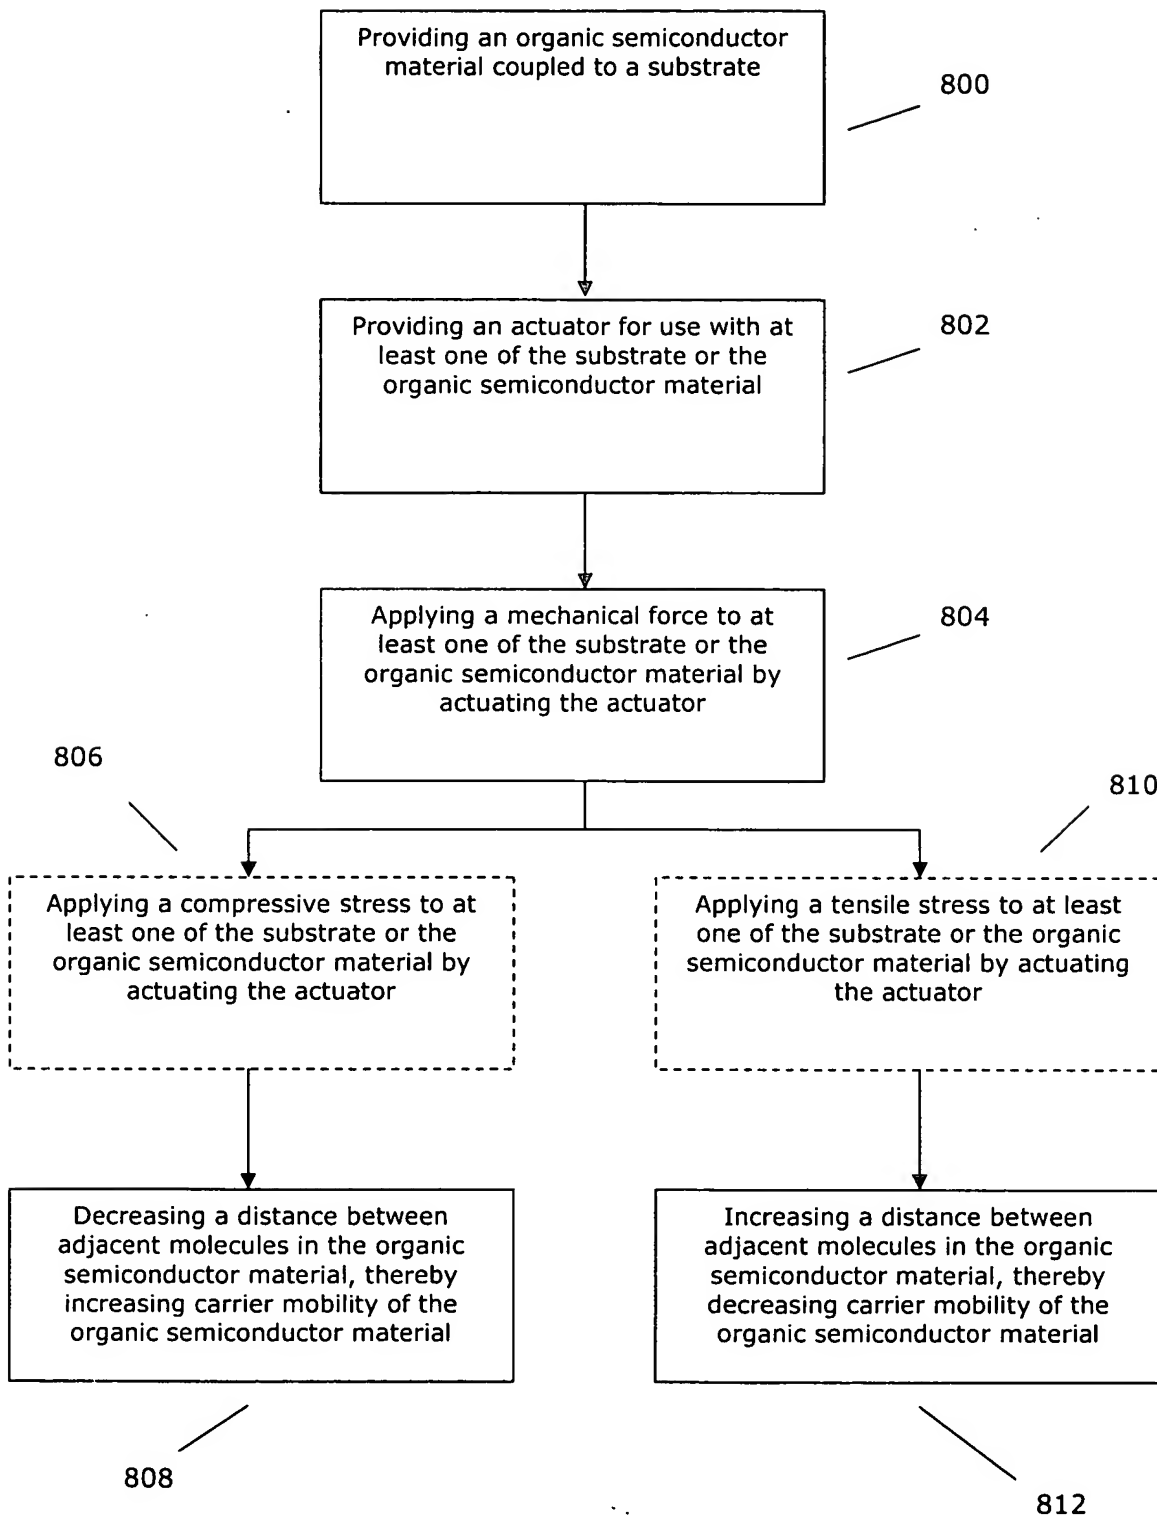 Providing an organic semiconductor
material coupled to a substrate
800
Providing an actuator for use with at
least one of the substrate or the
organic semiconductor material
802
Applying a mechanical force to at
least one of the substrate or the
organic semiconductor material by
actuating the actuator
804
806
810
Applying a compressive stress to at
least one of the substrate or the
organic semiconductor material by
actuating the actuator
Applying a tensile stress to at least
one of the substrate or the organic
semiconductor material by actuating
the actuator
Decreasing a distance between
adjacent molecules in the organic
semiconductor material, thereby
increasing carrier mobility of the
organic semiconductor material
Increasing a distance between
adjacent molecules in the organic
semiconductor material, thereby
decreasing carrier mobility of the
organic semiconductor material
808
812